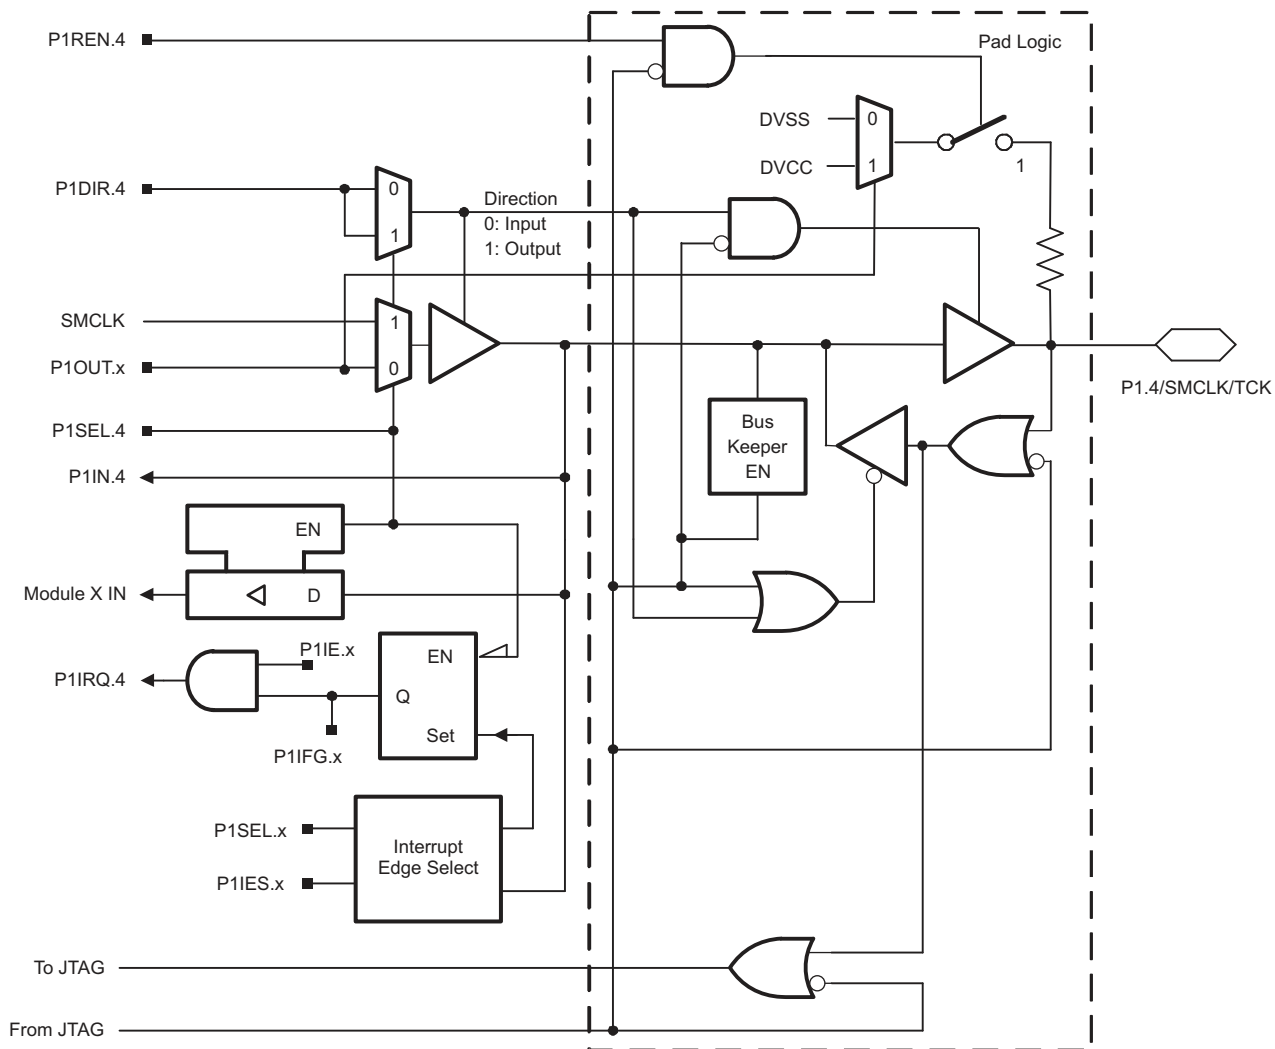 P1REN.4
Pad Logic
DVSS
0
DVCC
1
1
P1DIR.4
0
1
Direction
0: Input
1: Output
SMCLK
1
P1OUT.x
0
P1.4/SMCLK/TCK
P1SEL.4
Bus
Keeper
EN
P1IN.4
EN
Module X IN
D
P1IE.x
EN
P1IRQ.4
Q
Set
P1IFG.x
P1SEL.x
Interrupt
Edge Select
P1IES.x
To JTAG
From JTAG